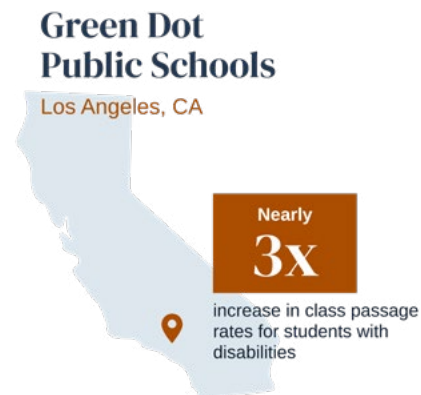 Green Dot
Public Schools
Los Angeles, CA
Nearly
3x
increase in class passage
rates for students with
disabilities